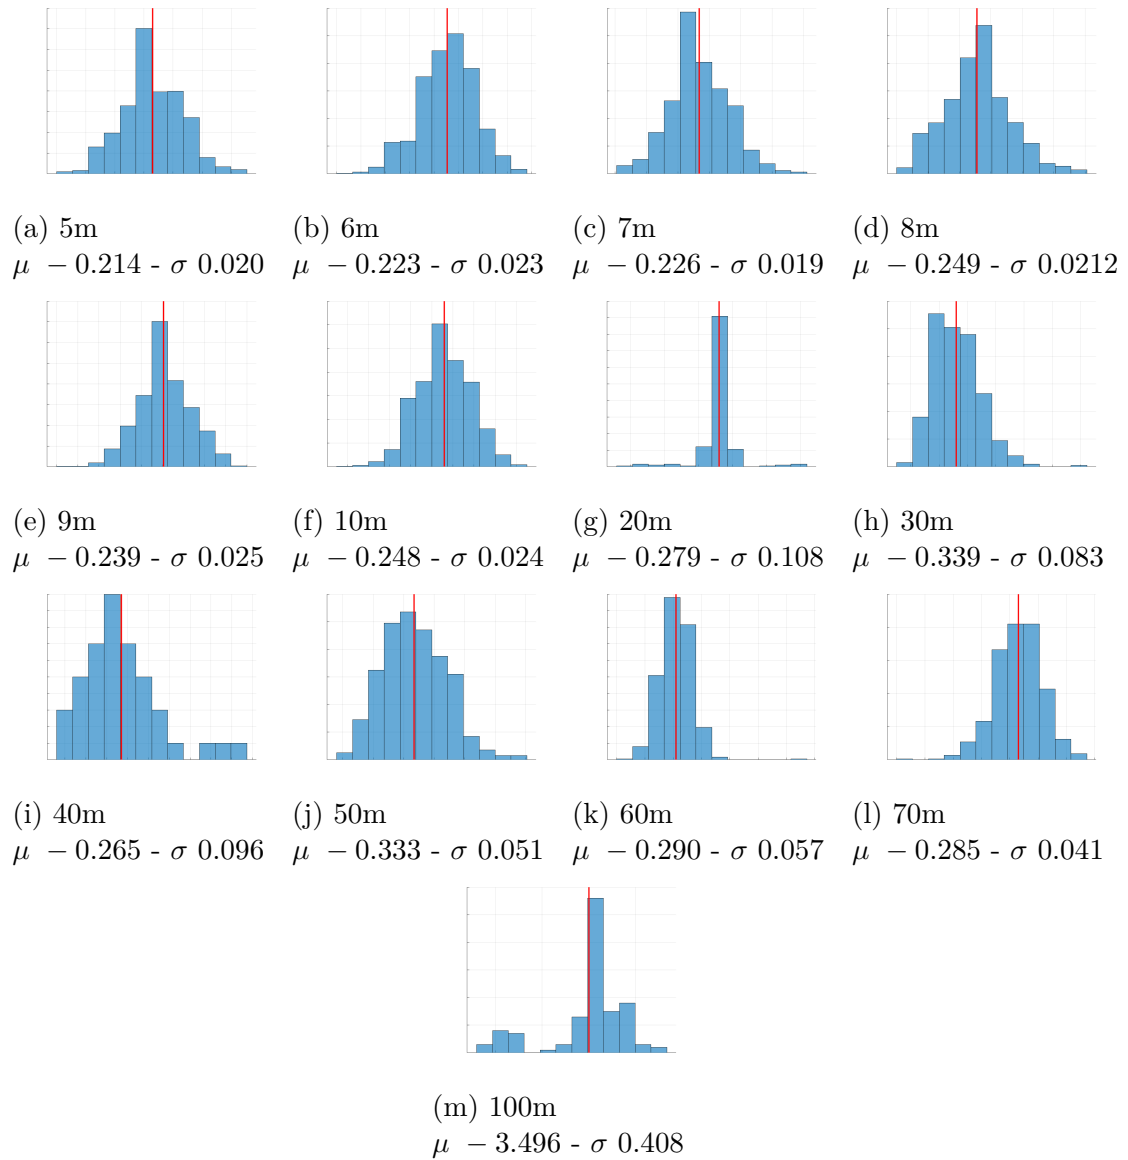 (a) 5m
μ − 0.214 - σ 0.020
(b) 6m
μ − 0.223 - σ 0.023
(c) 7m
μ − 0.226 - σ 0.019
(d) 8m
μ − 0.249 - σ 0.0212
(e) 9m
μ − 0.239 - σ 0.025
(f) 10m
μ − 0.248 - σ 0.024
(g) 20m
μ − 0.279 - σ 0.108
(h) 30m
μ − 0.339 - σ 0.083
(i) 40m
μ − 0.265 - σ 0.096
(j) 50m
μ − 0.333 - σ 0.051
(k) 60m
μ − 0.290 - σ 0.057
(l) 70m
μ − 0.285 - σ 0.041
(m) 100m
μ − 3.496 - σ 0.408